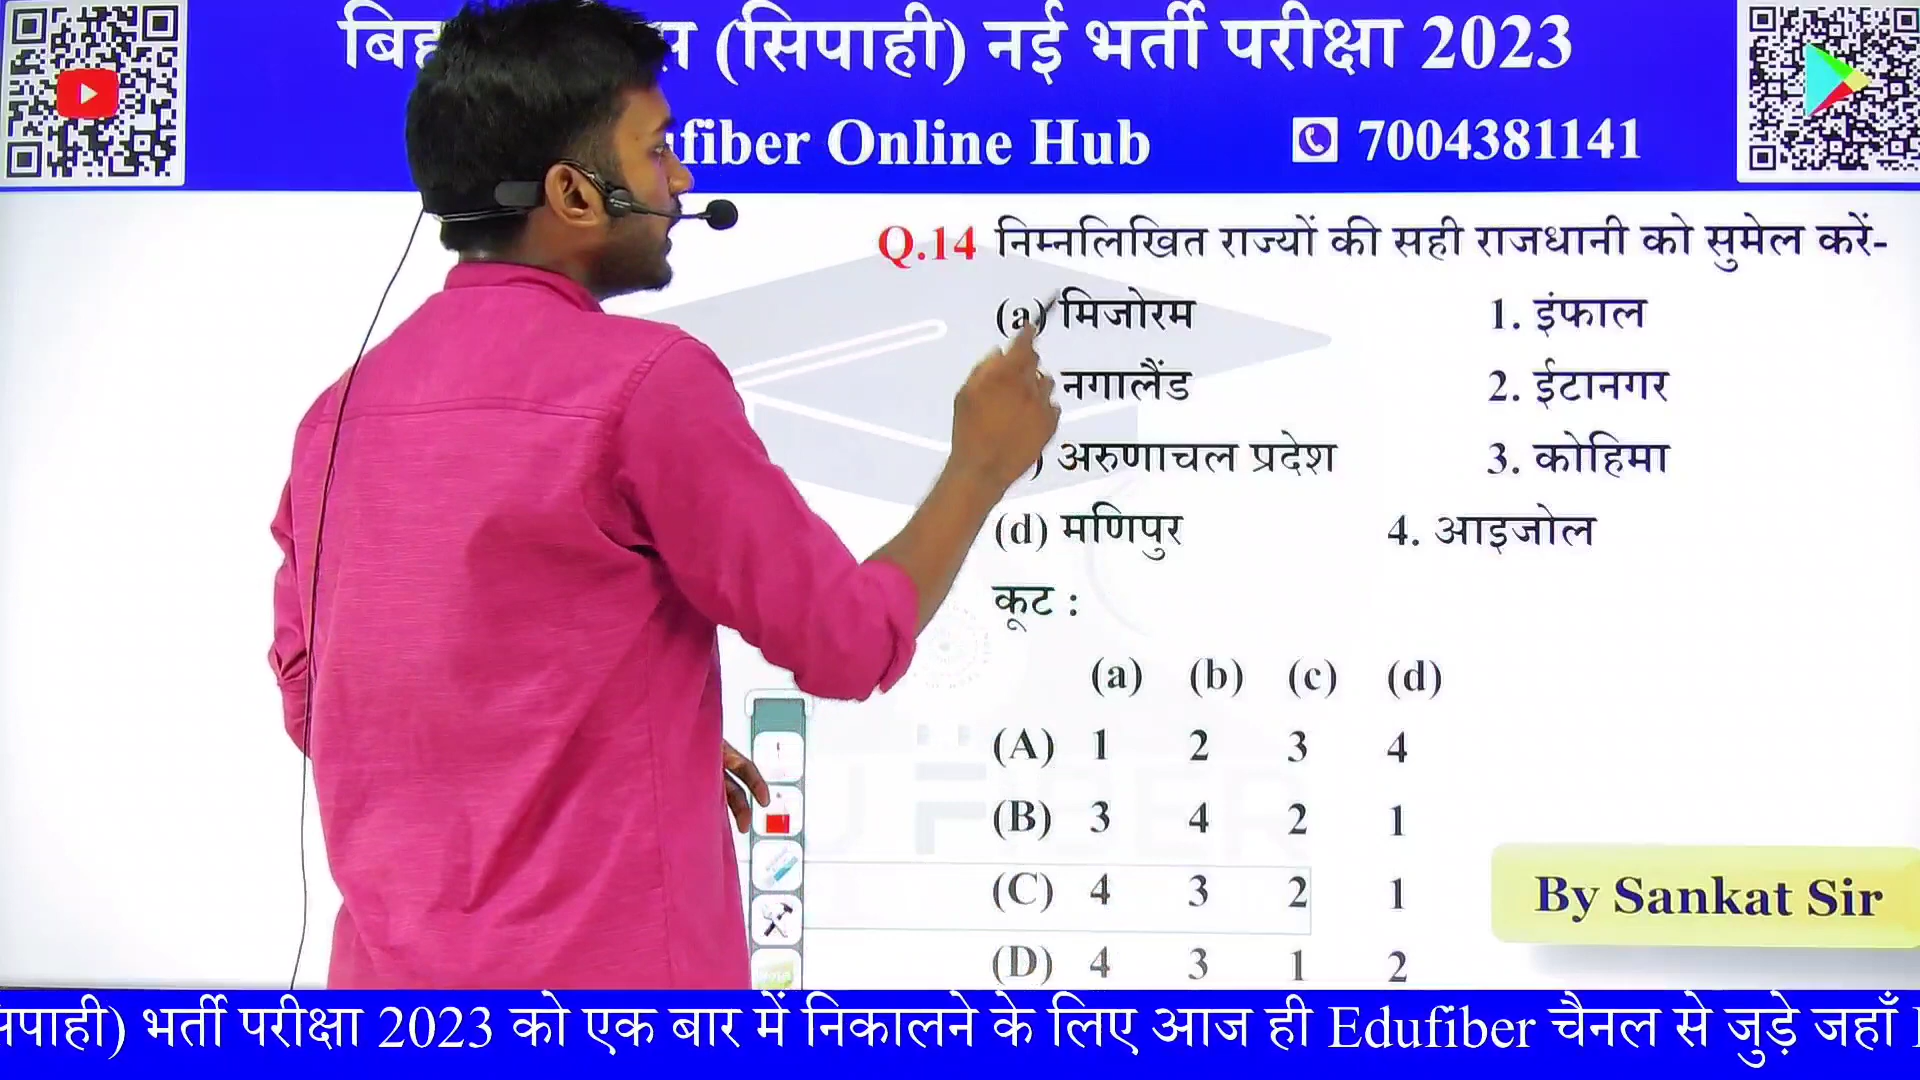 (सिपाही) नई भर्ती परीक्षा 2023
Online Hub 7004381141
Q.14 निम्नलिखित राज्यों की सही राजधानी को सुमेल करें-
(a) मिजोरम 1. इंफाल
नगालैंड 2. ईटानगर
अरुणाचल प्रदेश 3. कोहिमा
(d) मणिपुर 4. आइजोल
कूट :
(a) (b) (c) (d)
(A) 1 2 3 4
(B) 3 4 2 1
(C) 4 3 2 1
(D) 4 3 1 2
By Sankat Sir
भर्ती परीक्षा 2023 को एक बार में निकालने के लिए आज ही Edufiber चैनल से जुड़े जहाँ